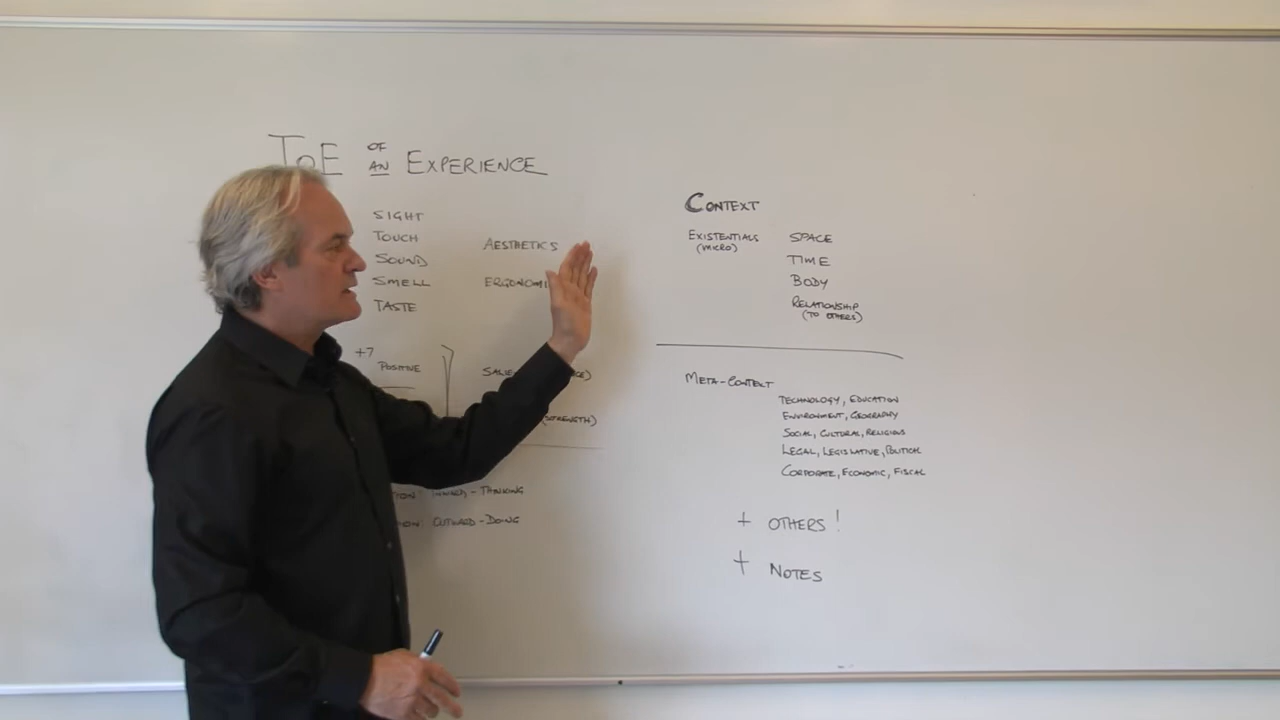 ToE OF AN EXPERIENCE
SIGHT
TOUCH
SOUND
SMELL
TASTE
AESTHETICS
+7
POSITIVE
(STRENGTH)
INWARD - THINKING
OUTWARD - DOING
CONTEXT
EXISTENTIALS
(MICRO)
SPACE
TIME
BODY
RELATIONSHIP
(TO OTHERS)
META-CONTEXT
TECHNOLOGY, EDUCATION
ENVIRONMENT, GEOGRAPHY
SOCIAL, CULTURAL, RELIGIOUS
LEGAL, LEGISLATIVE, POLITICAL
CORPORATE, ECONOMIC, FISCAL
+ OTHERS!
+ NOTES